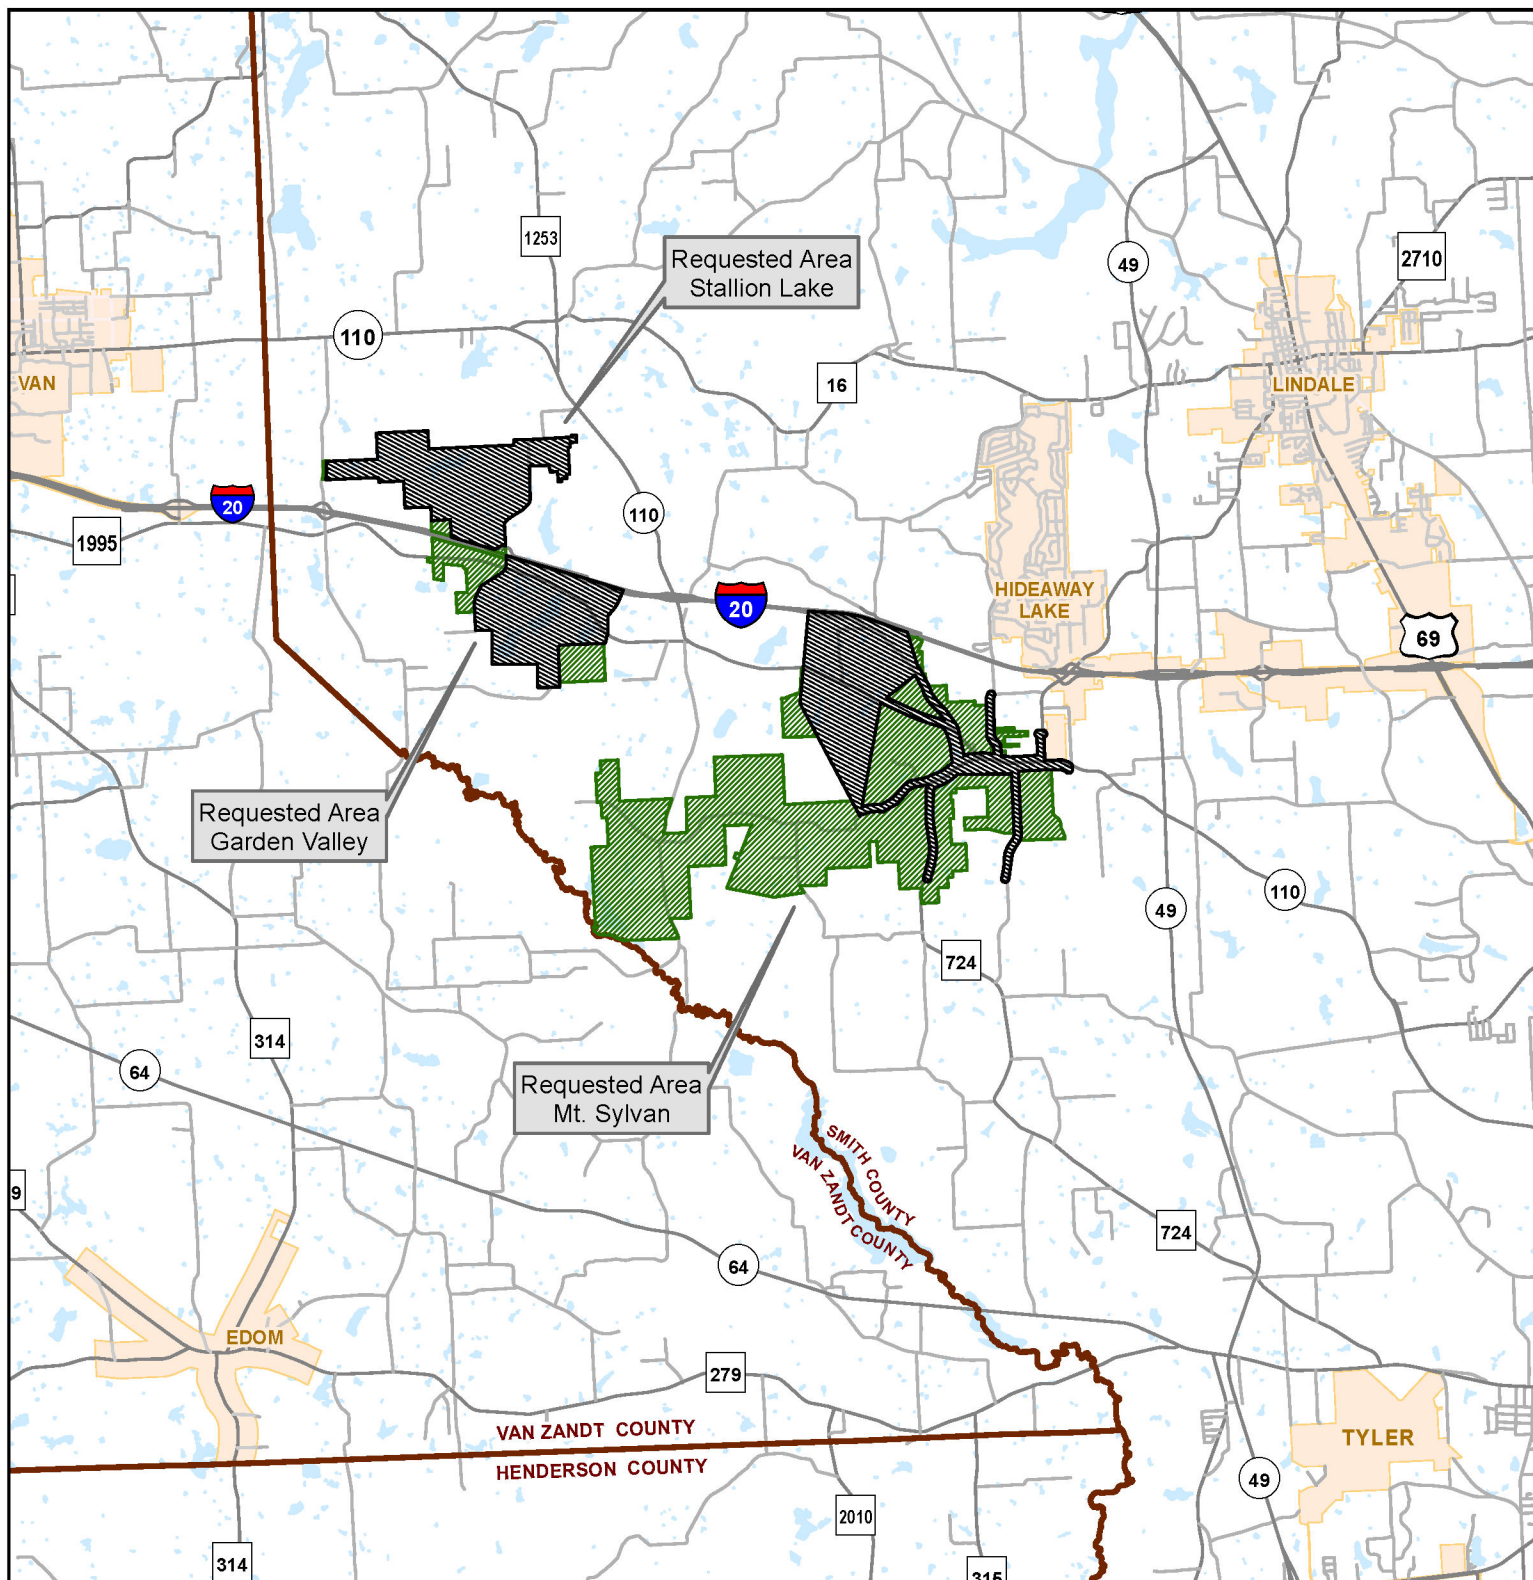 1253
Requested Area
Stallion Lake
49
2710
110
16
VAN
LINDALE
20
1995
110
20
HIDEAWAY
LAKE
69
Requested Area
Garden Valley
110
49
724
314
64
Requested Area
Mt. Sylvan
SMITH COUNTY
VAN ZANDT COUNTY
9
724
64
EDOM
279
VAN ZANDT COUNTY
HENDERSON COUNTY
TYLER
49
2010
314
315